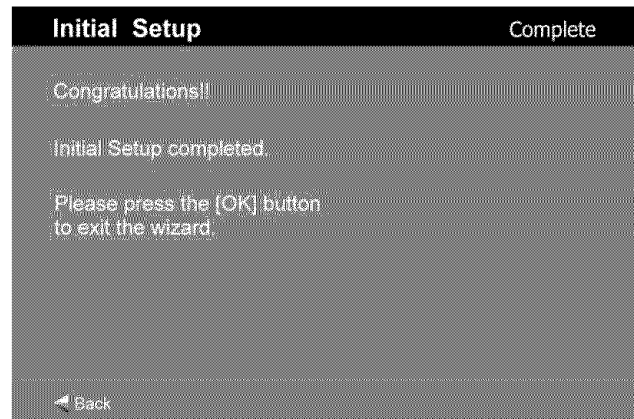 Initial Setup
Complete
Congratulations!!
Initial Setup completed.
Please press the [OK] button
to exit the wizard.
Back